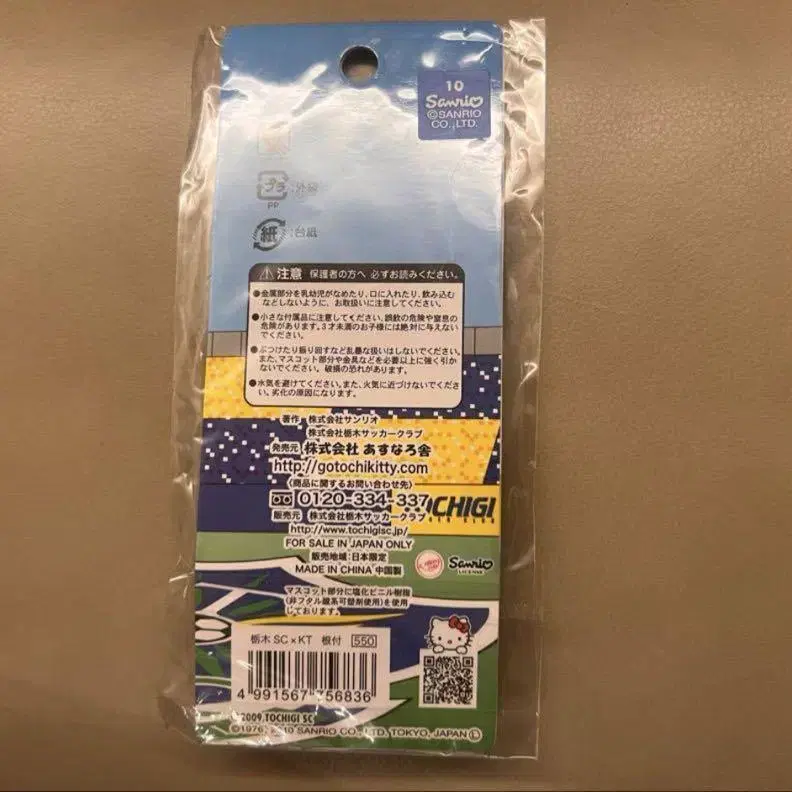 10
Sanrio
©SANRIO
CO., LTD.
プラ :外袋
PP
紙 :台紙
⚠注意 保護者の方へ 必ずお読みください。
●金属部分を乳幼児がなめたり、口に入れたり、飲み込む
などしないように、お取扱いに注意してください。
●小さな付属品に注意してください。誤飲の危険や窒息の
危険があります。3才未満のお子様には絶対に与えない
でください。
●ぶつけたり振り回すなど乱暴な扱いはしないでください。
また、マスコット部分や金具などを必要以上に強く引か
ないでください。破損の恐れがあります。
●水気を避けてください。また、火気に近づけないでくださ
い。劣化の原因になります。
著作 株式会社サンリオ
株式会社栃木サッカークラブ
発売元 株式会社 あすなろ舎
http://gotochikitty.com
〈商品に関するお問い合わせ先〉
0120-334-337
OCHIGI
販売元 株式会社栃木サッカークラブ
http://www.tochigisc.jp/
FOR SALE IN JAPAN ONLY
販売地域:日本限定
MADE IN CHINA 中国製
Sanrio
LICENSE
マスコット部分に塩化ビニル樹脂
(非フタル酸系可塑剤使用)を使用
しております。
栃木 SC×KT 根付 550
4 991567 756836
©2009 TOCHIGI SC
©1976, 2010 SANRIO CO., LTD. TOKYO, JAPAN Ⓛ